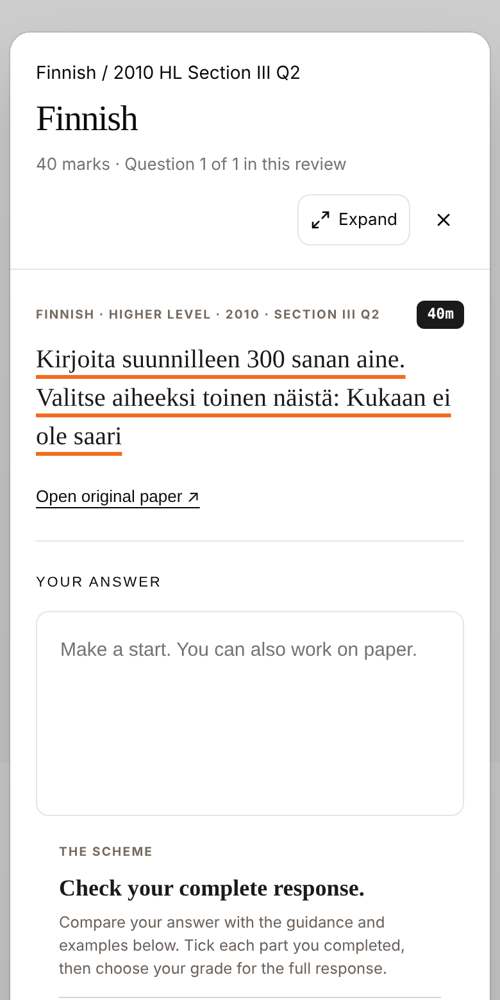 Finnish / 2010 HL Section III Q2
Finnish
40 marks · Question 1 of 1 in this review
Expand
FINNISH · HIGHER LEVEL · 2010 · SECTION III Q2
40m
Kirjoita suunnilleen 300 sanan aine.
Valitse aiheeksi toinen näistä: Kukaan ei
ole saari
Open original paper ↗
YOUR ANSWER
Make a start. You can also work on paper.
THE SCHEME
Check your complete response.
Compare your answer with the guidance and
examples below. Tick each part you completed,
then choose your grade for the full response.